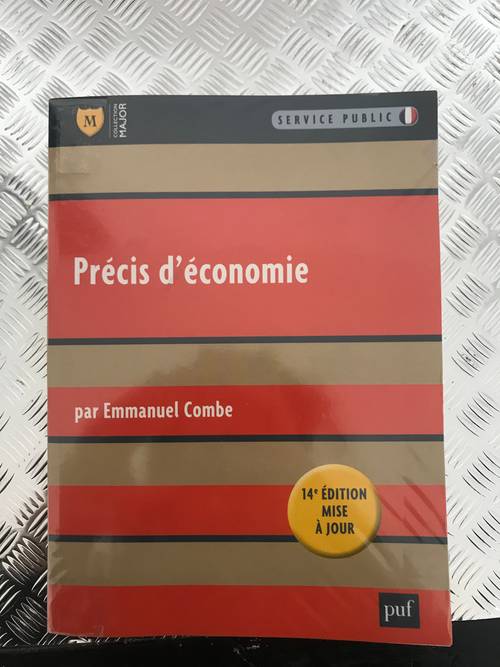 M
COLLECTION
MAJOR
SERVICE PUBLIC
Précis d'économie
par Emmanuel Combe
14e ÉDITION
MISE
À JOUR
puf